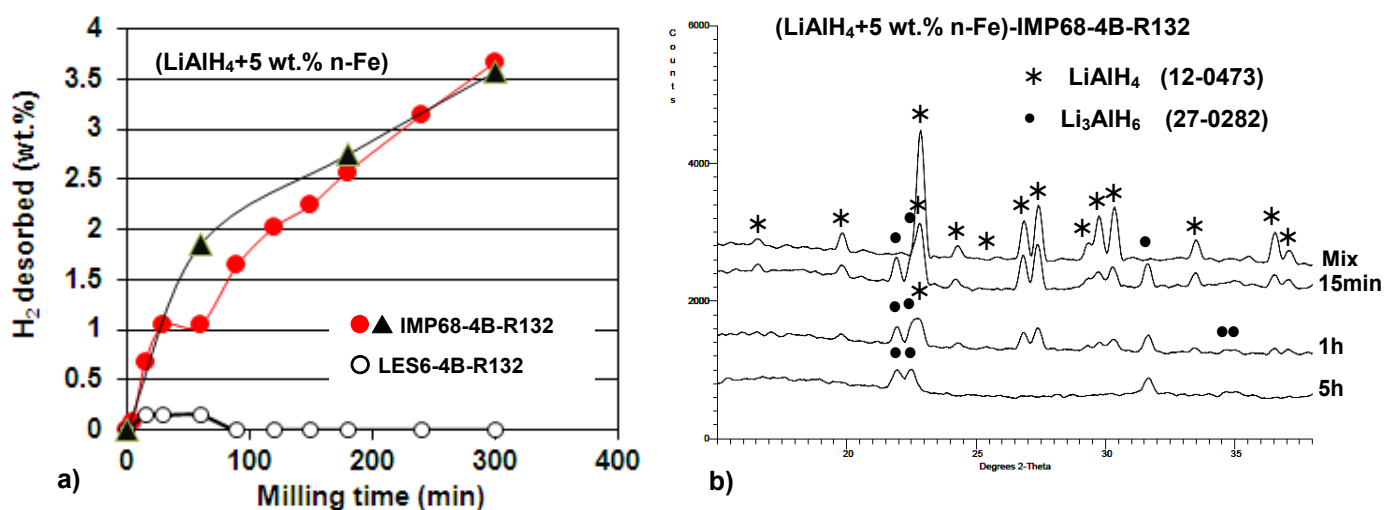 4
3.5
3
2.5
2
1.5
1
0.5
0
H₂ desorbed (wt.%)
(LiAlH₄+5 wt.% n-Fe)
IMP68-4B-R132
LES6-4B-R132
0 100 200 300 400
Milling time (min)
a)
(LiAlH₄+5 wt.% n-Fe)-IMP68-4B-R132
Counts
LiAlH₄ (12-0473)
Li₃AlH₆ (27-0282)
8000
6000
4000
2000
0
Mix
15min
1h
5h
20 25 30 35
Degrees 2-Theta
b)